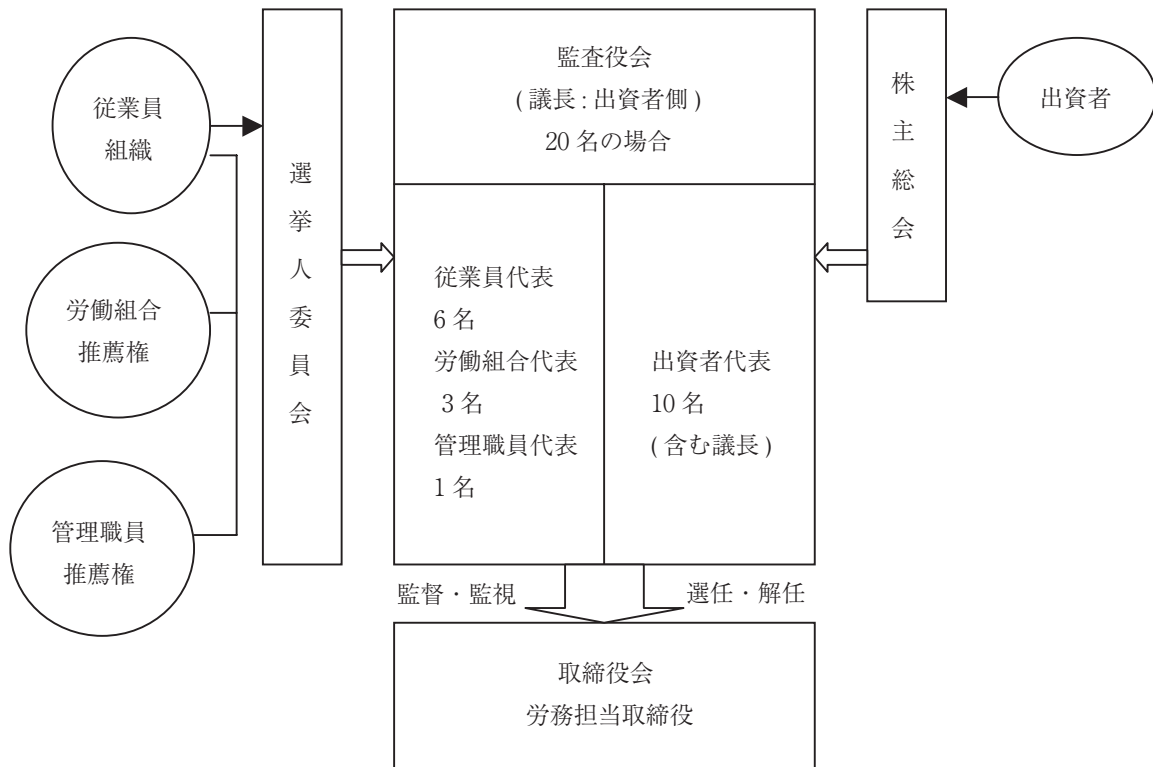 従業員
組織
労働組合
推薦権
管理職員
推薦権
選挙人委員会
監査役会
(議長:出資者側)
20名の場合
従業員代表
6名
労働組合代表
3名
管理職員代表
1名
出資者代表
10名
(含む議長)
株主総会
出資者
監督・監視
選任・解任
取締役会
労務担当取締役